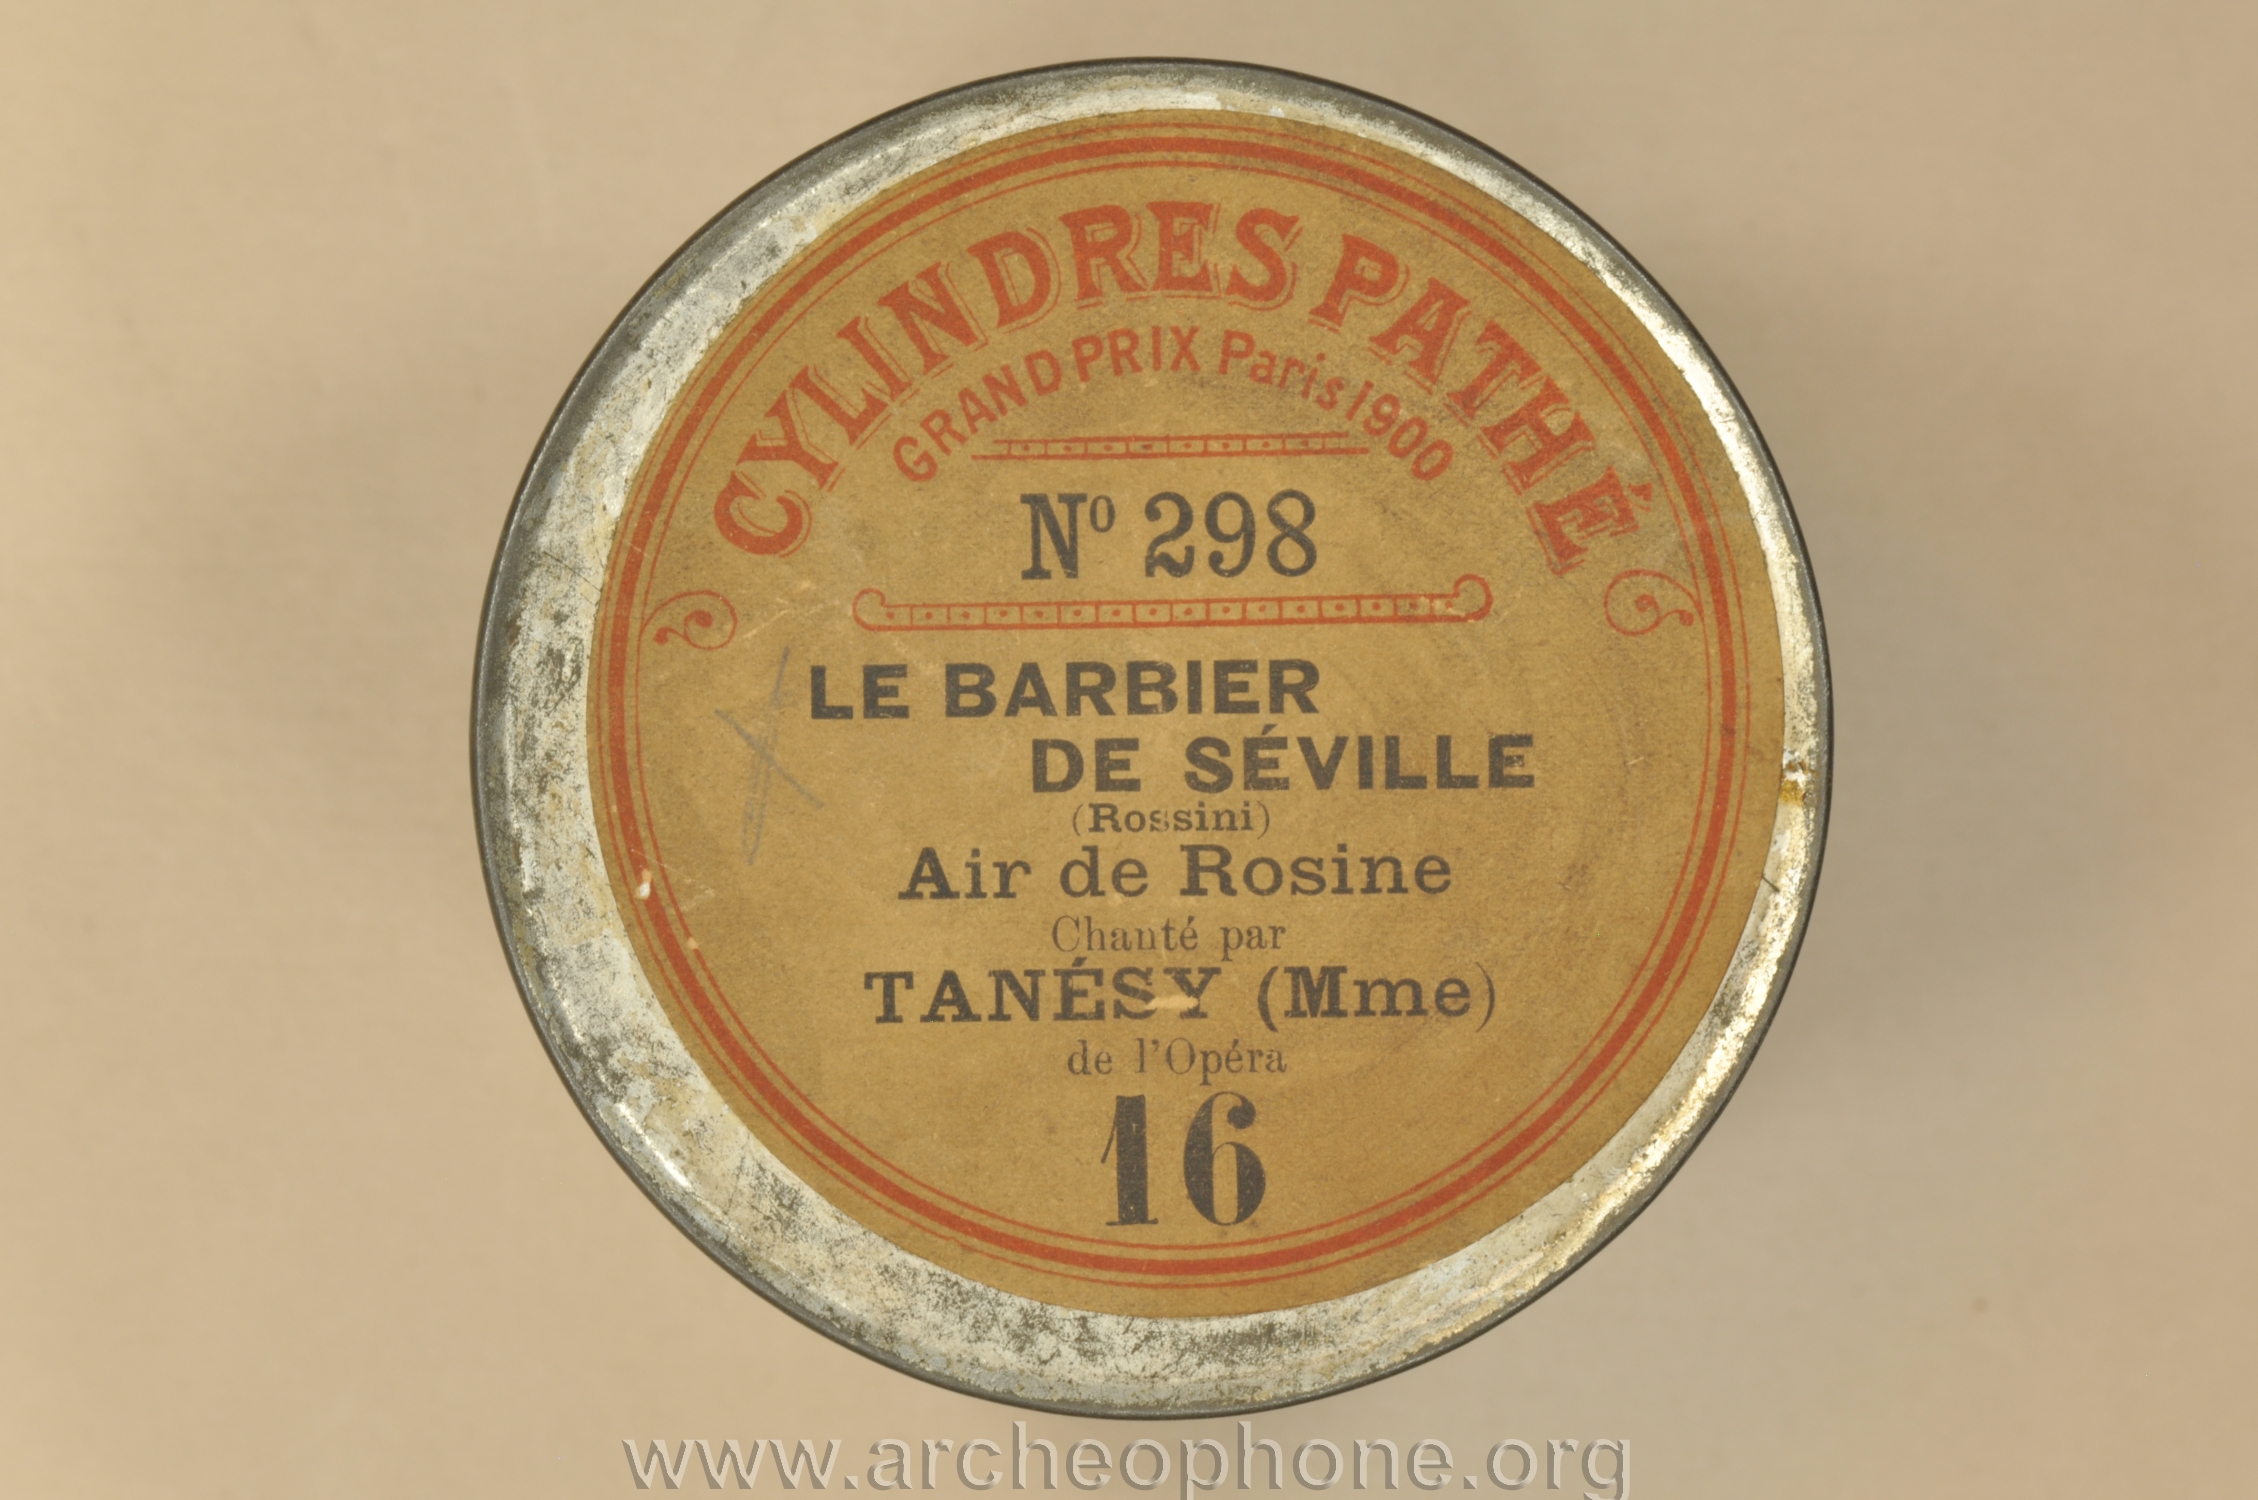 CYLINDRES PATHÉ
GRAND PRIX Paris 1900
Nº 298
LE BARBIER
DE SÉVILLE
(Rossini)
Air de Rosine
Chanté par
TANÉSY (Mme)
de l'Opéra
16
www.archeophone.org